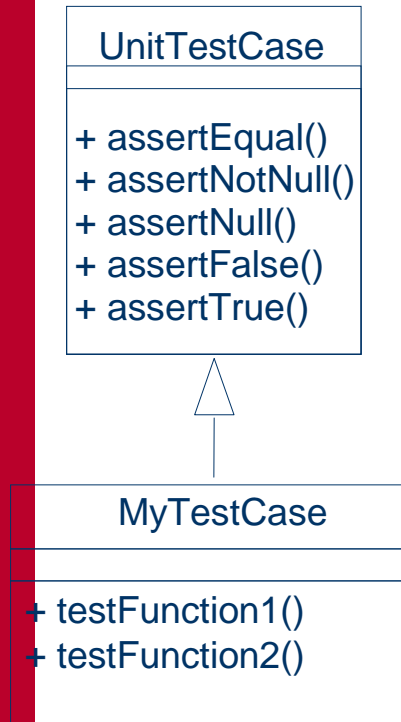 UnitTestCase
+ assertEqual()
+ assertNotNull()
+ assertNull()
+ assertFalse()
+ assertTrue()
MyTestCase
+ testFunction1()
+ testFunction2()